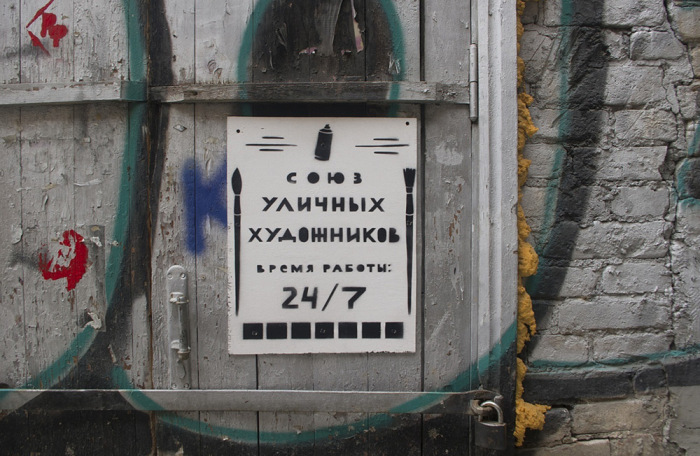 СОЮЗ
УЛИЧНЫХ
ХУДОЖНИКОВ
ВРЕМЯ РАБОТЫ:
24/7
К